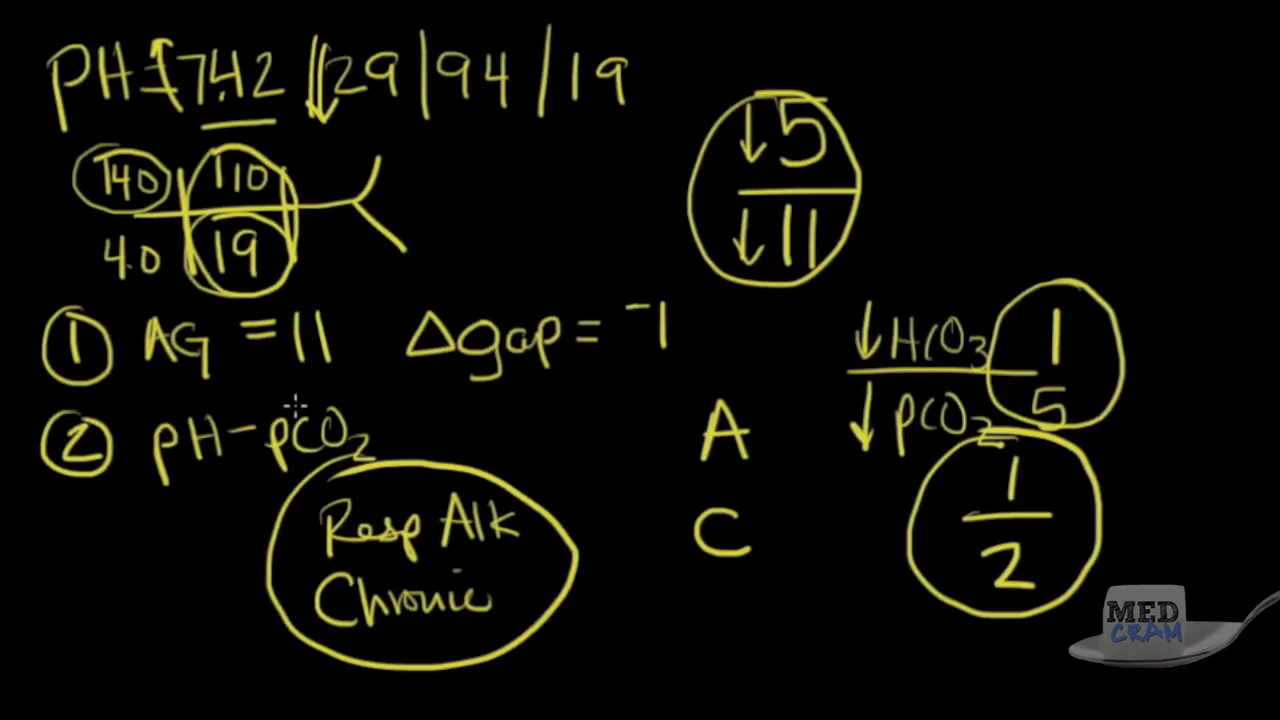 pH=7.42 ↓29/94/19
140 110
4.0 19
↓5
↓11
① AG =11 Δgap= -1
② pH-pCO₂
Resp Alk
Chronic
↓HCO₃ 1
↓pCO₂ 5
A
C
1
2
MED
CRAM